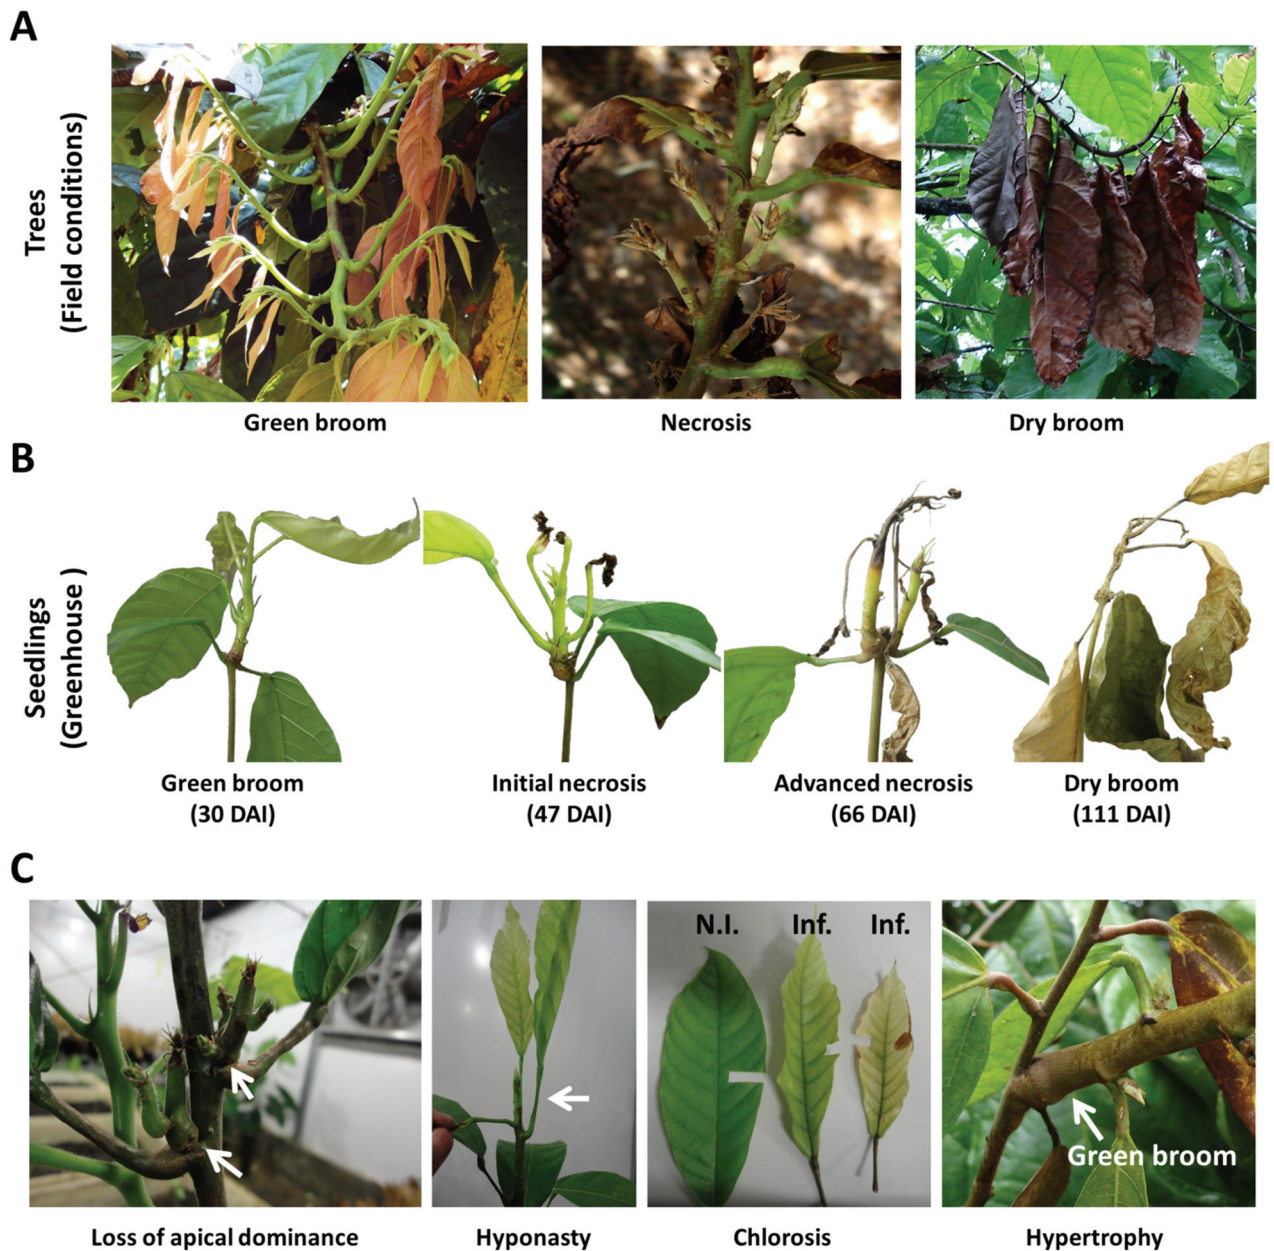 A
Trees
(Field conditions)
Green broom
Necrosis
Dry broom
B
Seedlings
(Greenhouse )
Green broom
(30 DAI)
Initial necrosis
(47 DAI)
Advanced necrosis
(66 DAI)
Dry broom
(111 DAI)
C
N.I.
Inf.
Inf.
Green broom
Loss of apical dominance
Hyponasty
Chlorosis
Hypertrophy